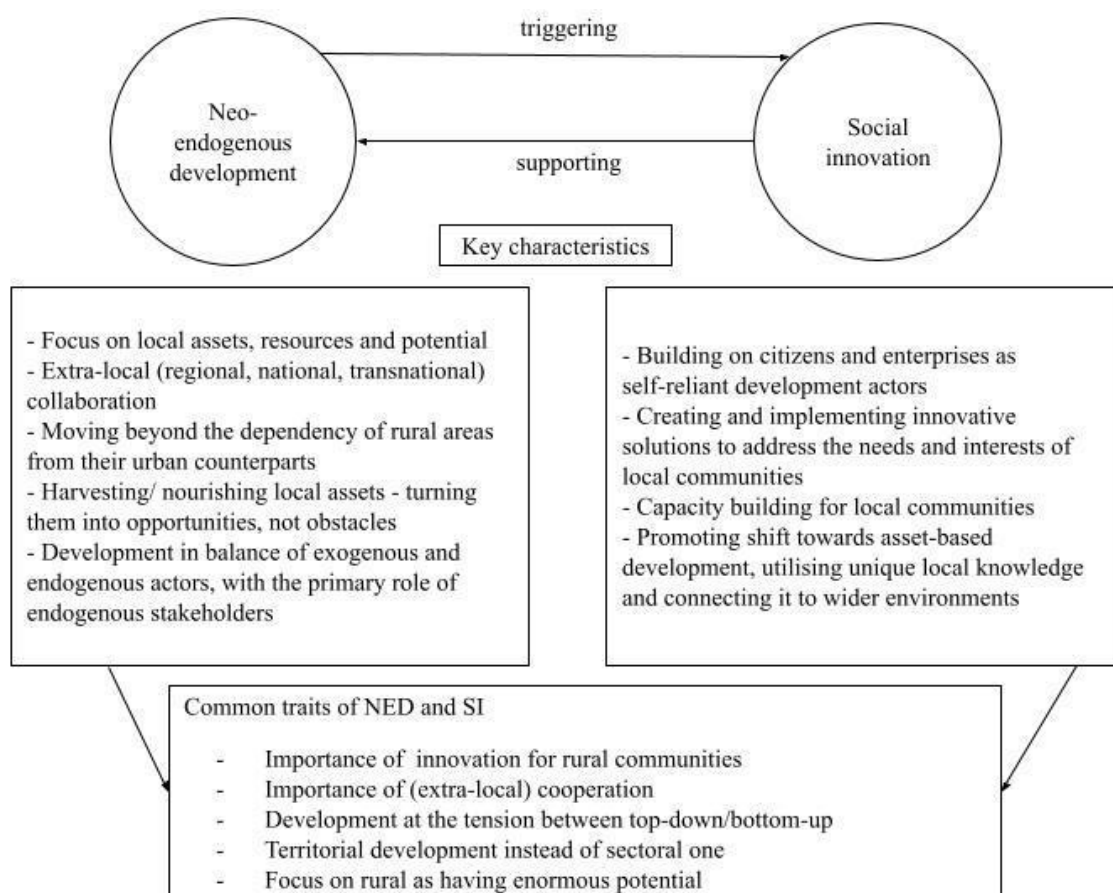 triggering
Neo-
endogenous
development
Social
innovation
supporting
Key characteristics
- Focus on local assets, resources and potential
- Extra-local (regional, national, transnational)
collaboration
- Moving beyond the dependency of rural areas
from their urban counterparts
- Harvesting/ nourishing local assets - turning
them into opportunities, not obstacles
- Development in balance of exogenous and
endogenous actors, with the primary role of
endogenous stakeholders
- Building on citizens and enterprises as
self-reliant development actors
- Creating and implementing innovative
solutions to address the needs and interests of
local communities
- Capacity building for local communities
- Promoting shift towards asset-based
development, utilising unique local knowledge
and connecting it to wider environments
Common traits of NED and SI
- Importance of innovation for rural communities
- Importance of (extra-local) cooperation
- Development at the tension between top-down/bottom-up
- Territorial development instead of sectoral one
- Focus on rural as having enormous potential